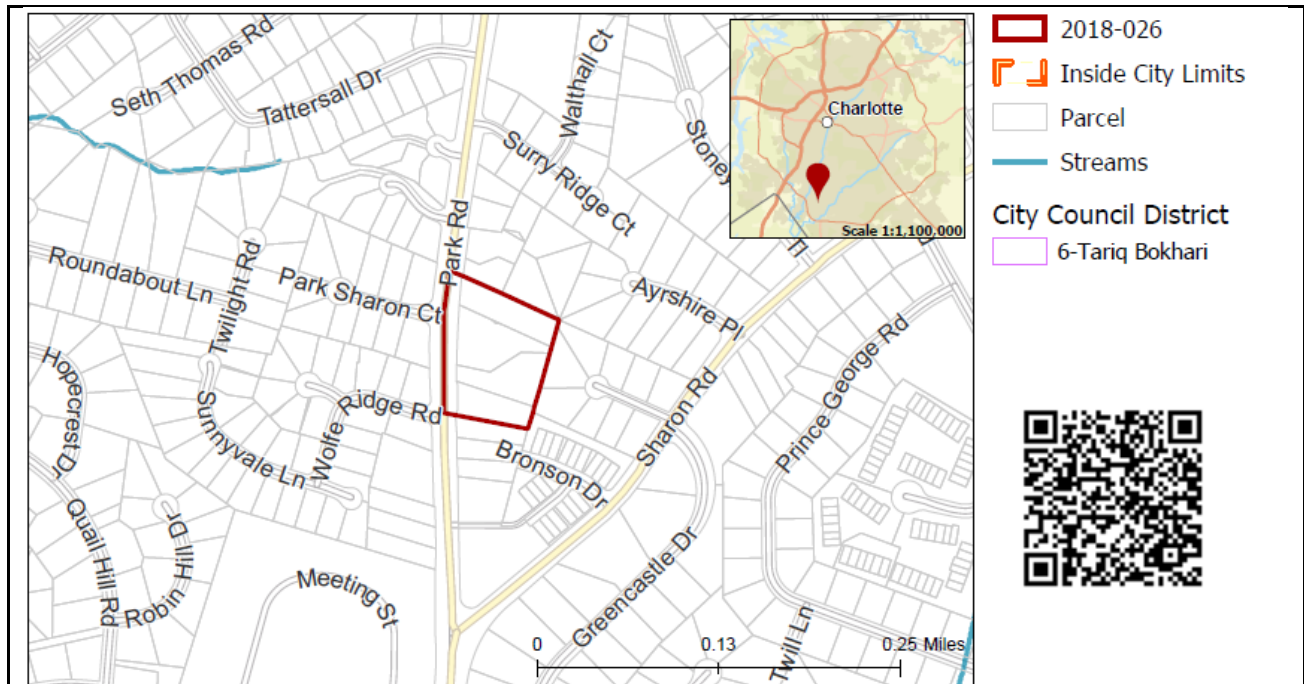 Seth Thomas Rd
Tattersall Dr
Walthall Ct
Stoney
Surry Ridge Ct
Park Rd
Roundabout Ln
Twilight Rd
Park Sharon Ct
Ayrshire Pl
Hopecrest Dr
Sunnyvale Ln
Wolfe Ridge Rd
Bronson Dr
Sharon Rd
Prince George Rd
Quail Hill Rd
Robin Hill Dr
Meeting St
Greencastle Dr
Twill Ln
0 0.13 0.25 Miles
Charlotte
Scale 1:1,100,000
2018-026
Inside City Limits
Parcel
Streams
City Council District
6-Tariq Bokhari